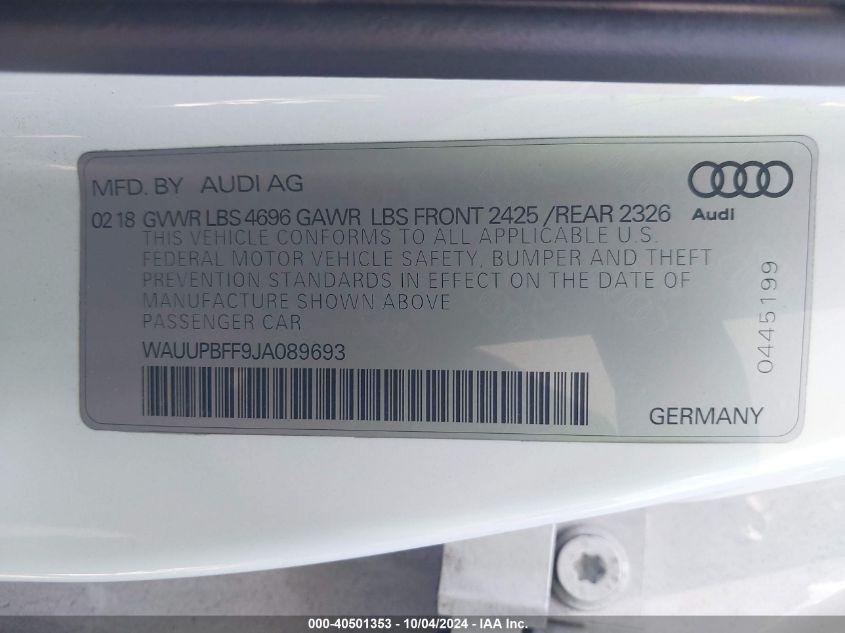 MFD. BY AUDI AG
Audi
02 18 GVWR LBS 4696 GAWR LBS FRONT 2425 /REAR 2326
THIS VEHICLE CONFORMS TO ALL APPLICABLE U.S.
FEDERAL MOTOR VEHICLE SAFETY, BUMPER AND THEFT
PREVENTION STANDARDS IN EFFECT ON THE DATE OF
MANUFACTURE SHOWN ABOVE
PASSENGER CAR
WAUUPBFF9JA089693
0445199
GERMANY
000-40501353 - 10/04/2024 - IAA Inc.